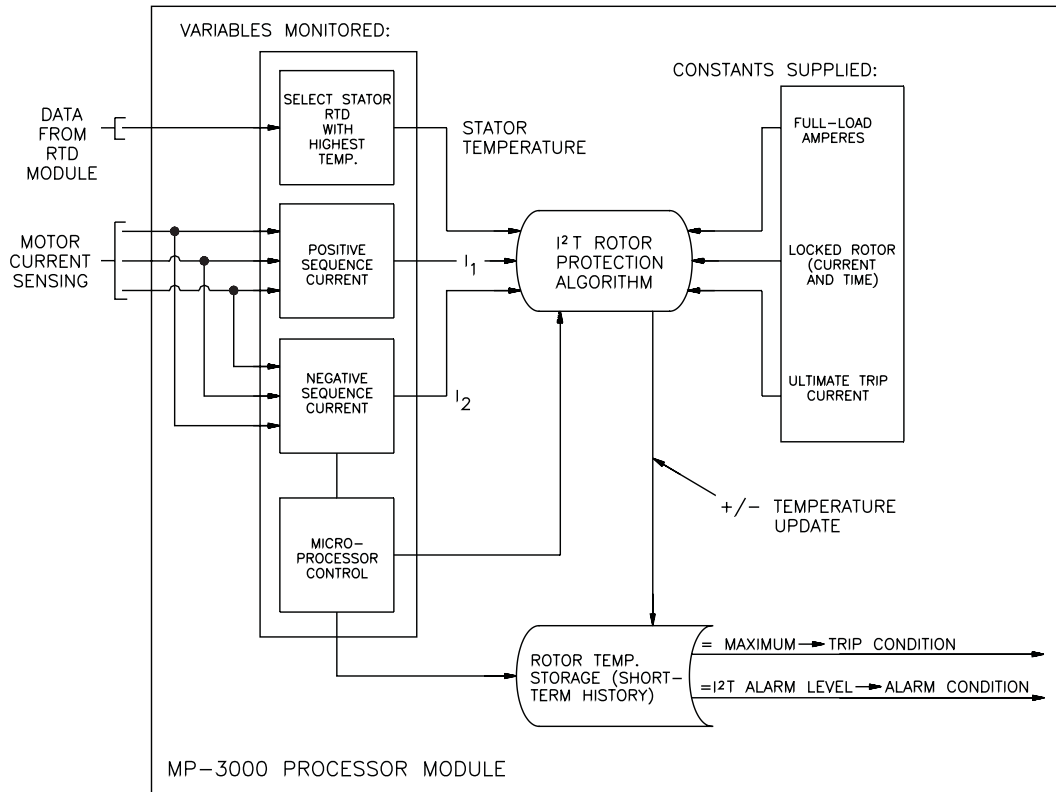 VARIABLES MONITORED:
CONSTANTS SUPPLIED:
DATA
FROM
RTD
MODULE
SELECT STATOR
RTD
WITH
HIGHEST
TEMP.
STATOR
TEMPERATURE
FULL-LOAD
AMPERES
MOTOR
CURRENT
SENSING
POSITIVE
SEQUENCE
CURRENT
I1
I²T ROTOR
PROTECTION
ALGORITHM
LOCKED ROTOR
(CURRENT
AND TIME)
NEGATIVE
SEQUENCE
CURRENT
I2
ULTIMATE TRIP
CURRENT
+/- TEMPERATURE
UPDATE
MICRO-
PROCESSOR
CONTROL
ROTOR TEMP.
STORAGE (SHORT-
TERM HISTORY)
= MAXIMUM→TRIP CONDITION
=I²T ALARM LEVEL→ALARM CONDITION
MP-3000 PROCESSOR MODULE